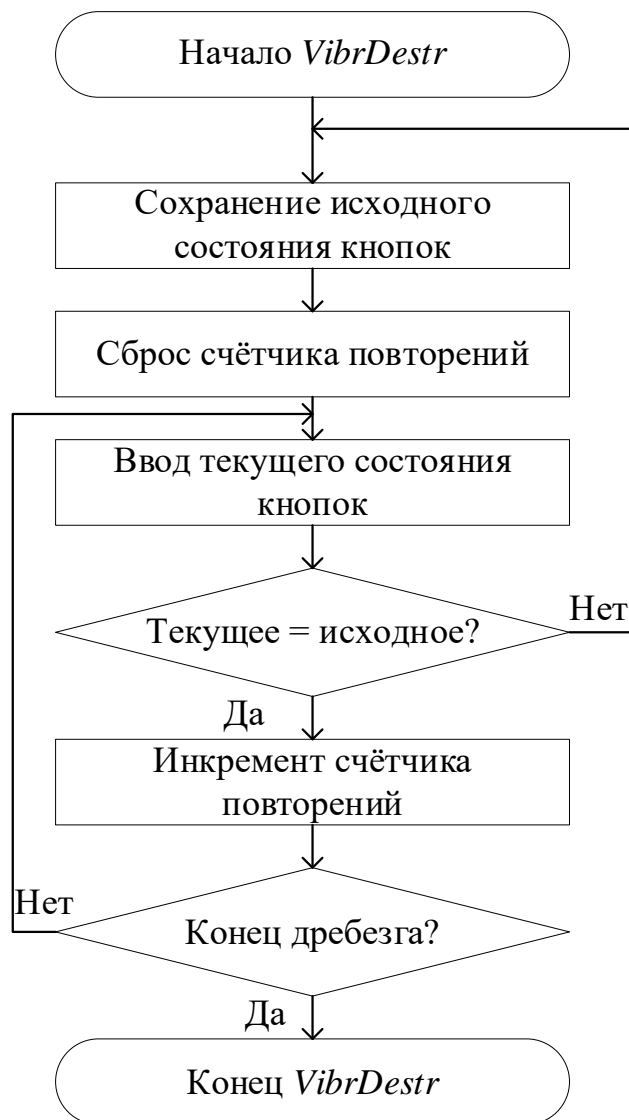 Начало VibrDestr
Сохранение исходного
состояния кнопок
Сброс счётчика повторений
Ввод текущего состояния
кнопок
Текущее = исходное?
Нет
Да
Инкремент счётчика
повторений
Нет
Конец дребезга?
Да
Конец VibrDestr